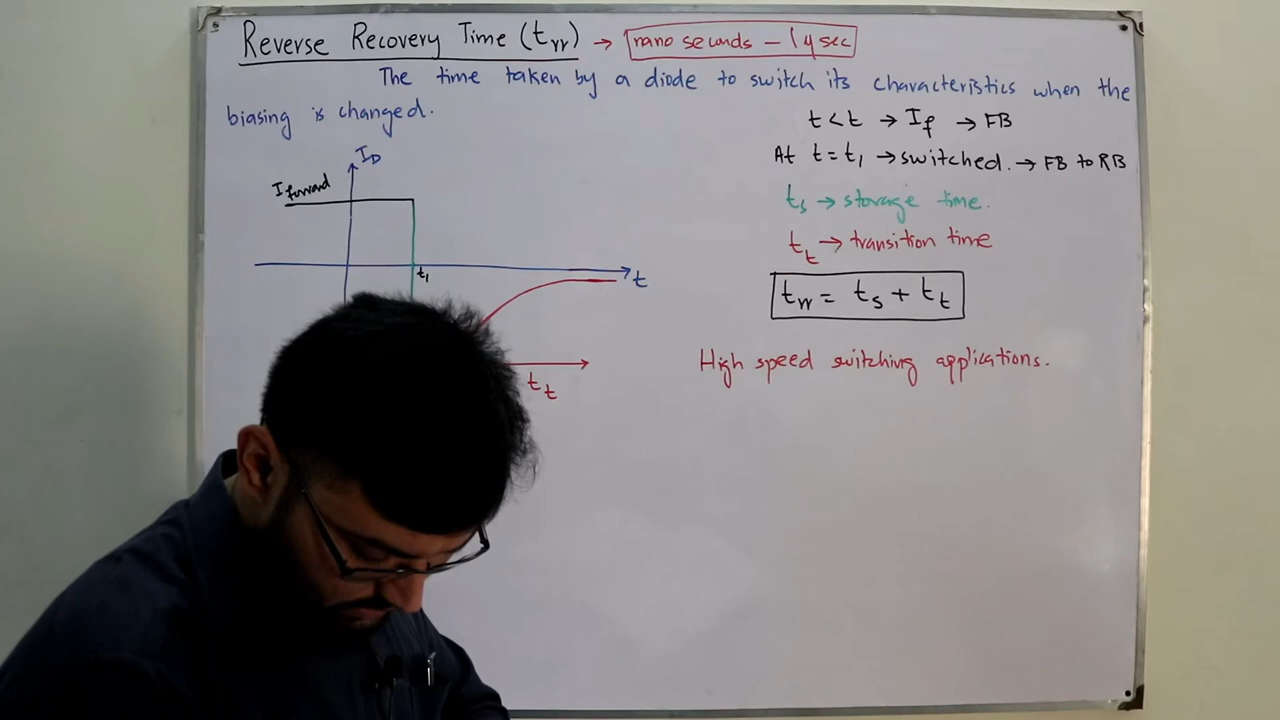 Reverse Recovery Time (trr) → nano seconds – 1 μ sec
The time taken by a diode to switch its characteristics when the
biasing is changed.
t < t → If → FB
At t = t1 → switched. → FB to RB
ts → storage time.
tt → transition time
trr = ts + tt
High speed switching applications.
ID
Iforward
t1
t
tt